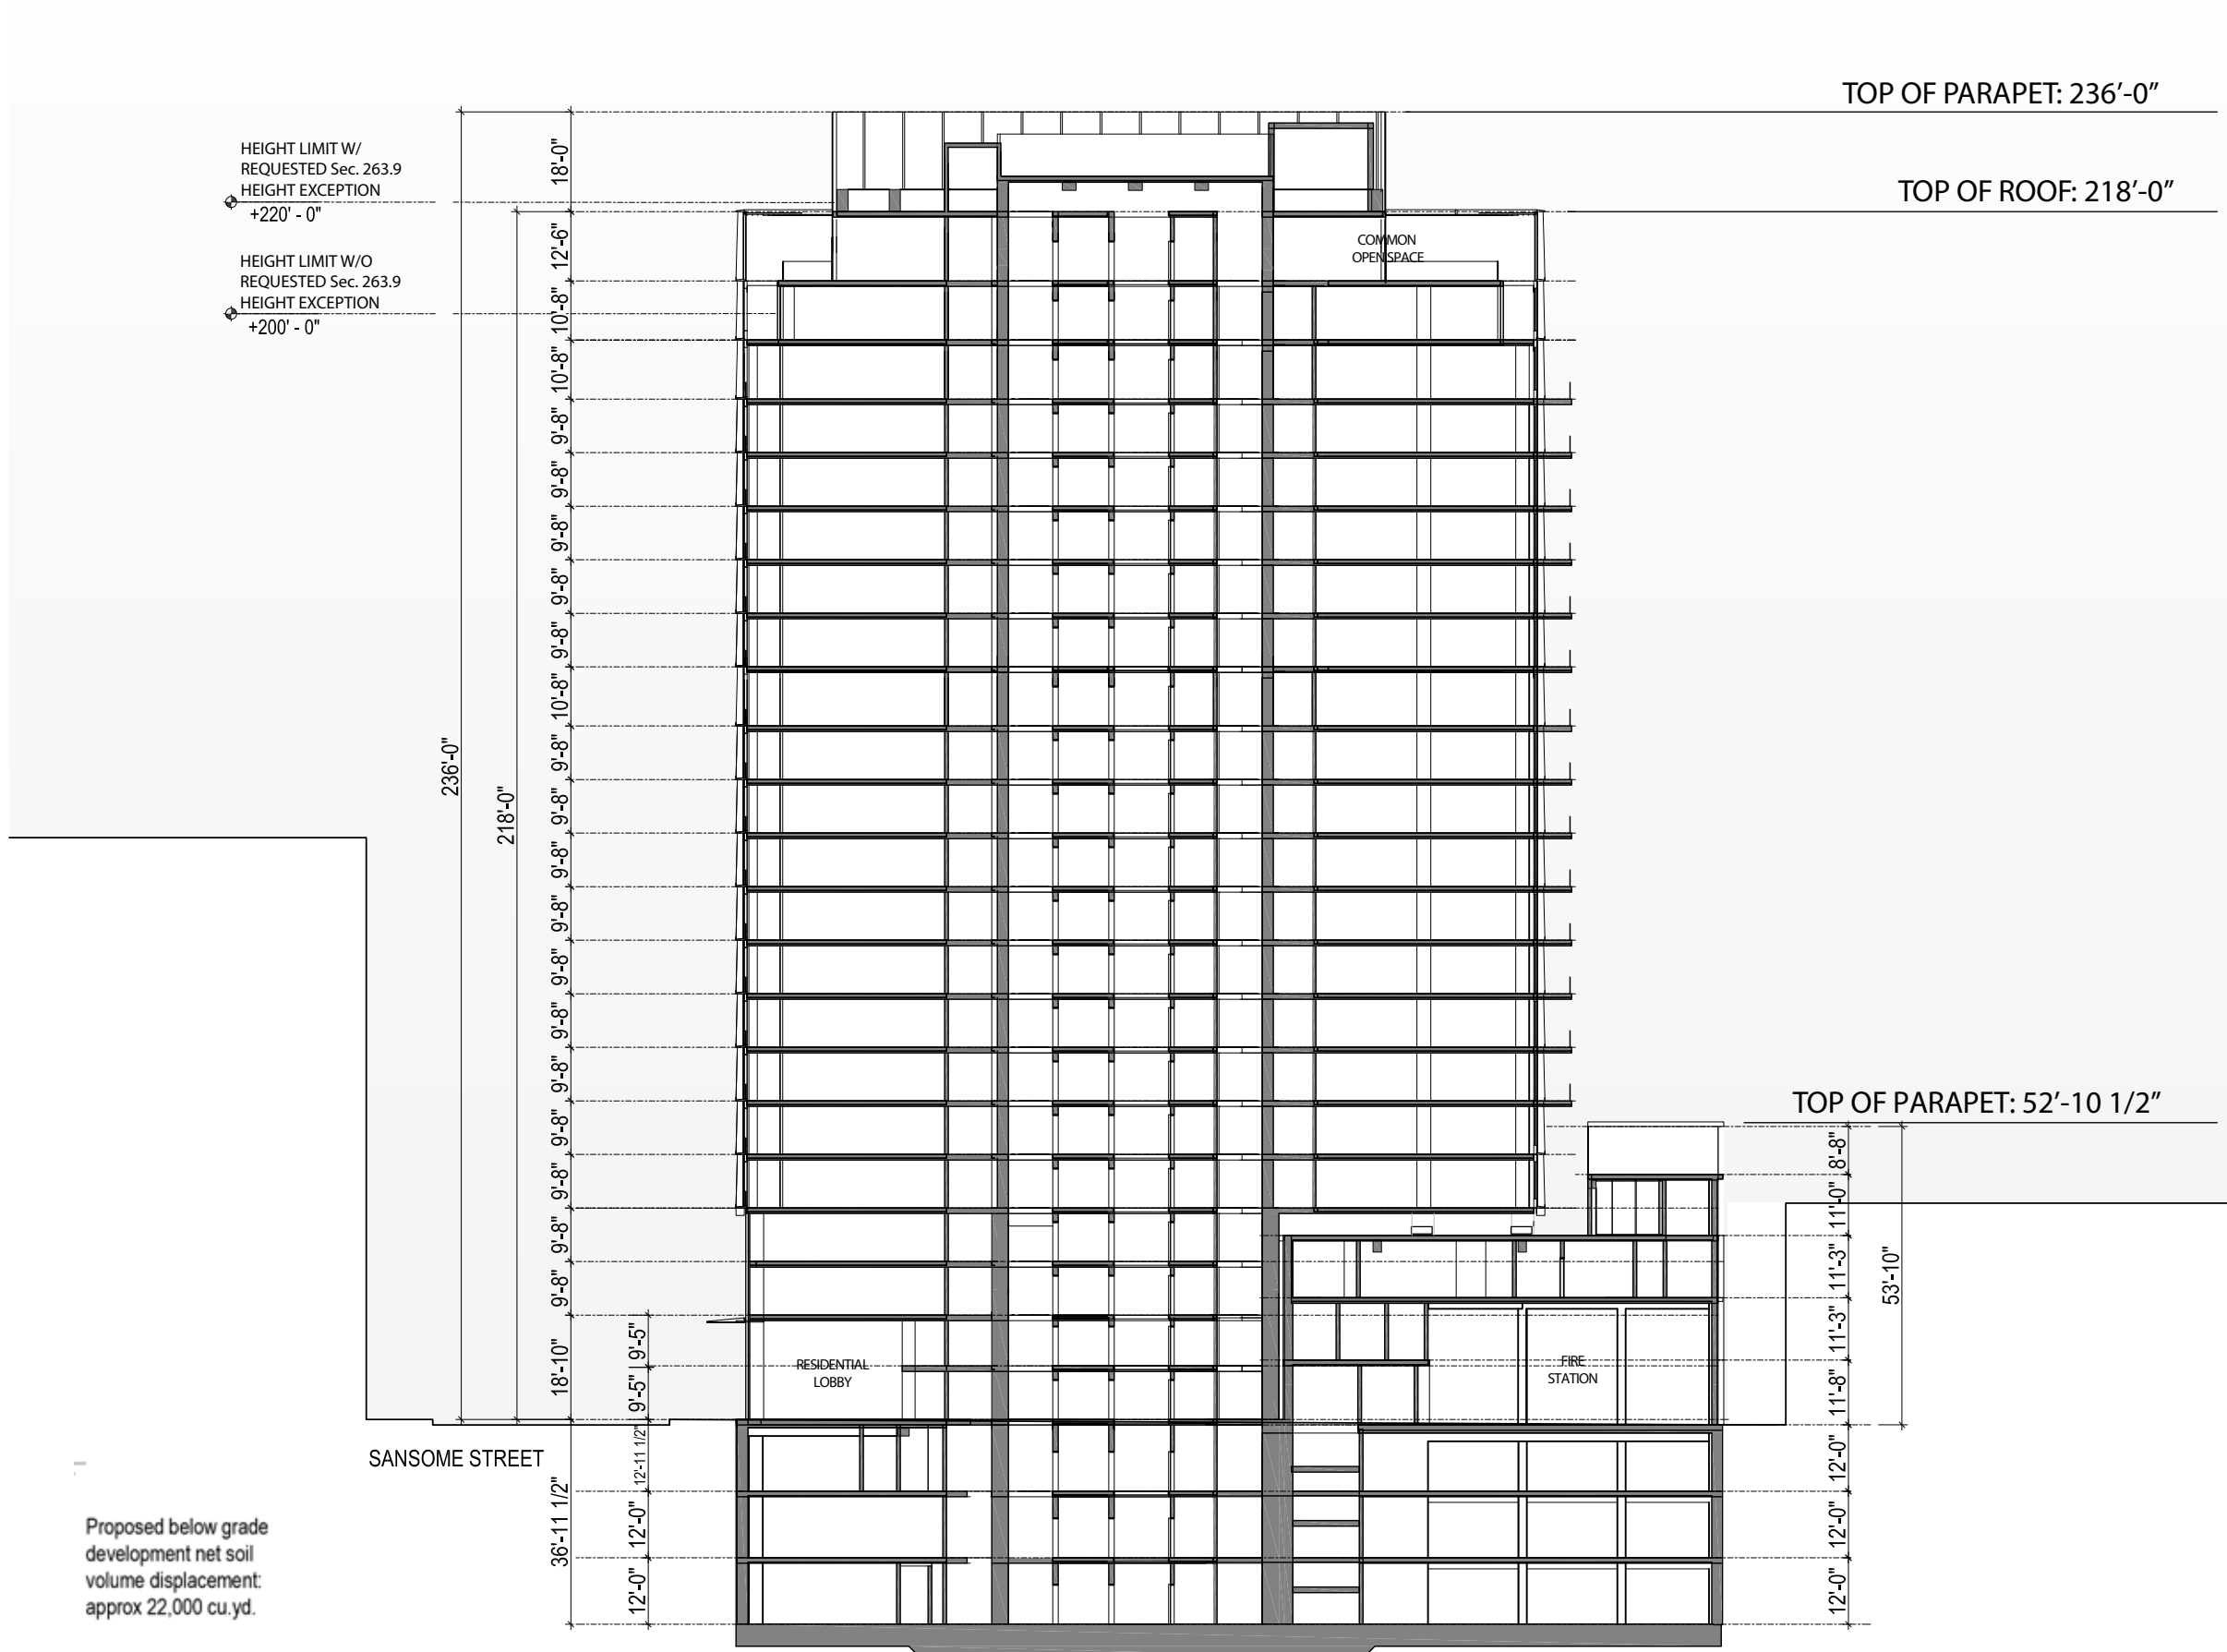 TOP OF PARAPET: 236’-0”
HEIGHT LIMIT W/
REQUESTED Sec. 263.9
HEIGHT EXCEPTION
+220' - 0"
TOP OF ROOF: 218’-0”
HEIGHT LIMIT W/O
REQUESTED Sec. 263.9
HEIGHT EXCEPTION
+200' - 0"
COMMON
OPEN SPACE
236'-0"
218'-0"
18'-0"
12'-6"
10'-8"
10'-8"
9'-8"
9'-8"
9'-8"
9'-8"
9'-8"
10'-8"
9'-8"
9'-8"
9'-8"
9'-8"
9'-8"
9'-8"
9'-8"
9'-8"
9'-8"
9'-8"
9'-8"
18'-10"
36'-11 1/2"
9'-5"
9'-5"
12'-11 1/2"
12'-0"
12'-0"
TOP OF PARAPET: 52’-10 1/2”
8'-8"
11'-0"
11'-3"
11'-3"
11'-8"
12'-0"
12'-0"
12'-0"
53'-10"
RESIDENTIAL
LOBBY
FIRE
STATION
SANSOME STREET
Proposed below grade
development net soil
volume displacement:
approx 22,000 cu.yd.